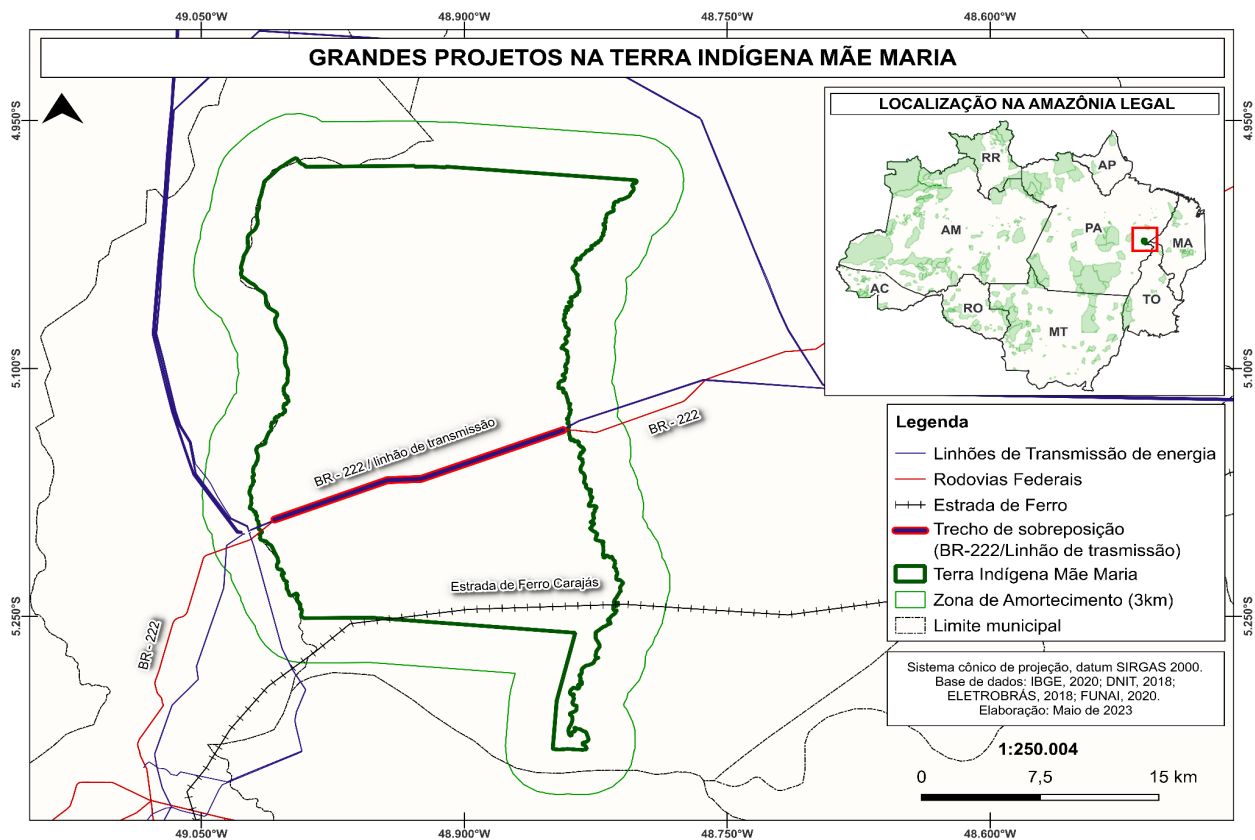 49.050°W
48.900°W
48.750°W
48.600°W
GRANDES PROJETOS NA TERRA INDÍGENA MÃE MARIA
4.950°S
4.950°S
LOCALIZAÇÃO NA AMAZÔNIA LEGAL
RR
AP
AM
PA
MA
AC
RO
TO
MT
5.100°S
5.100°S
BR - 222 / linhão de transmissão
BR - 222
Estrada de Ferro Carajás
BR - 222
5.250°S
5.250°S
Legenda
Linhões de Transmissão de energia
Rodovias Federais
Estrada de Ferro
Trecho de sobreposição
(BR-222/Linhão de trasmissão)
Terra Indígena Mãe Maria
Zona de Amortecimento (3km)
Limite municipal
Sistema cônico de projeção, datum SIRGAS 2000.
Base de dados: IBGE, 2020; DNIT, 2018;
ELETROBRÁS, 2018; FUNAI, 2020.
Elaboração: Maio de 2023
1:250.004
0 7,5 15 km
49.050°W
48.900°W
48.750°W
48.600°W